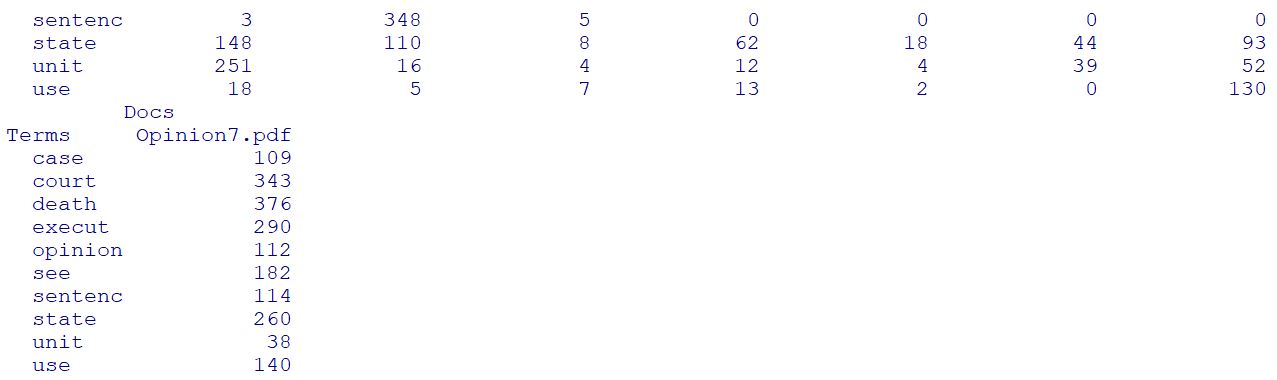 sentenc 3 348 5 0 0 0 0
state 148 110 8 62 18 44 93
unit 251 16 4 12 4 39 52
use 18 5 7 13 2 0 130
Docs
Terms Opinion7.pdf
case 109
court 343
death 376
execut 290
opinion 112
see 182
sentenc 114
state 260
unit 38
use 140